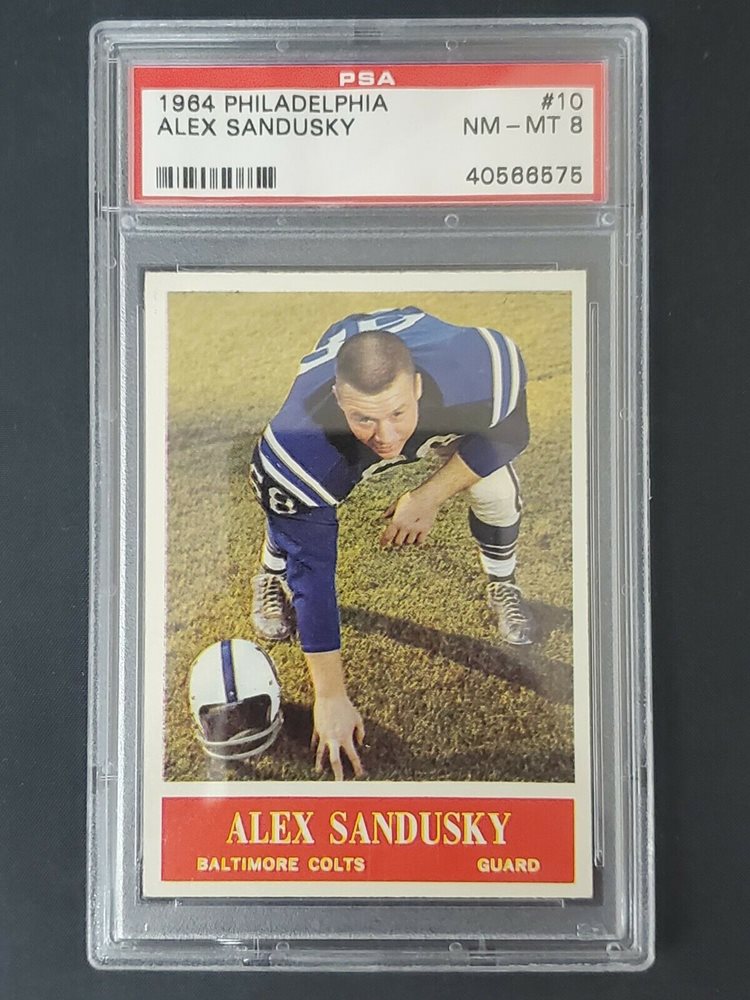 PSA
1964 PHILADELPHIA #10
ALEX SANDUSKY NM - MT 8
40566575
68
ALEX SANDUSKY
BALTIMORE COLTS GUARD